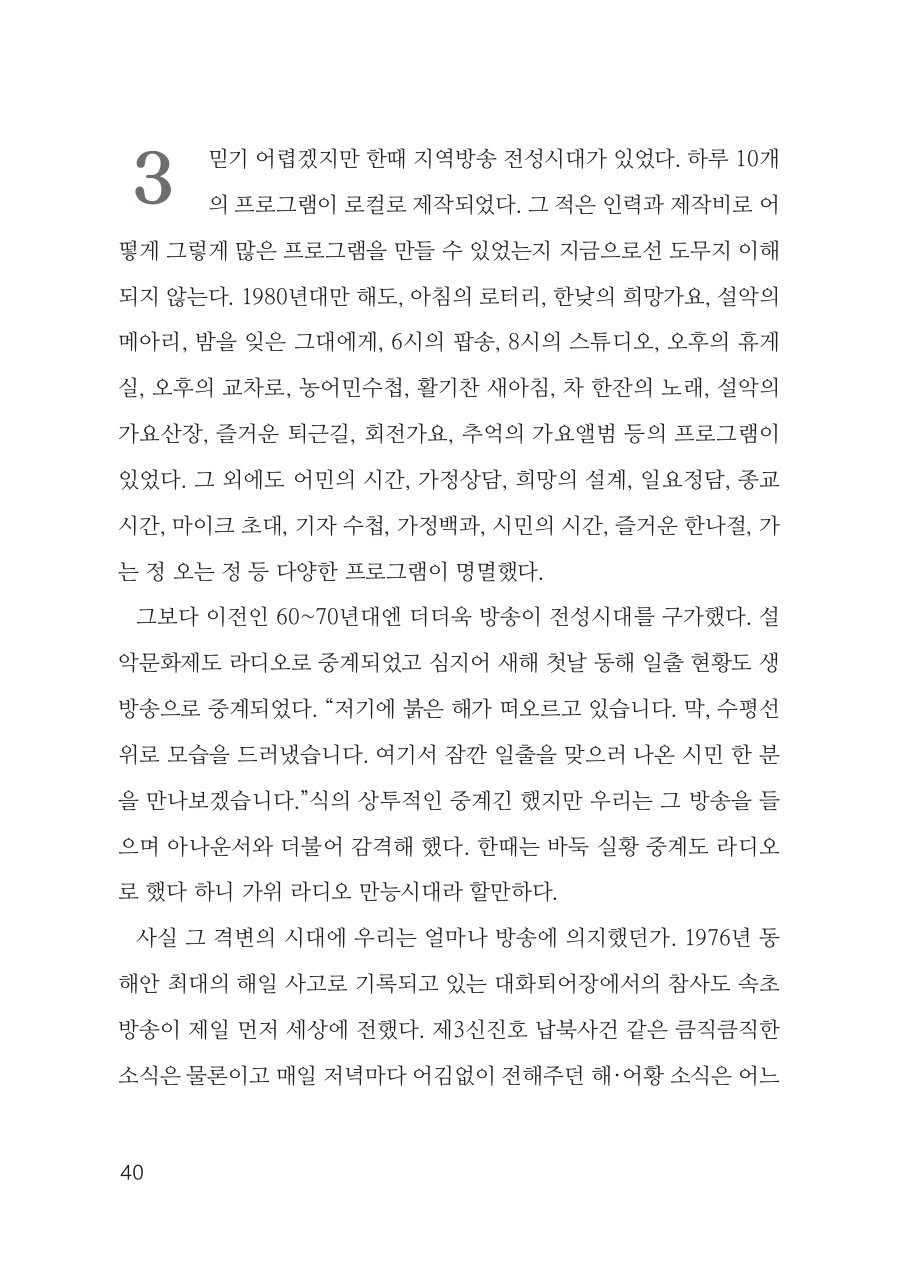 3
믿기 어렵겠지만 한때 지역방송 전성시대가 있었다. 하루 10개
의 프로그램이 로컬로 제작되었다. 그 적은 인력과 제작비로 어
떻게 그렇게 많은 프로그램을 만들 수 있었는지 지금으로선 도무지 이해
되지 않는다. 1980년대만 해도, 아침의 로터리, 한낮의 희망가요, 설악의
메아리, 밤을 잊은 그대에게, 6시의 팝송, 8시의 스튜디오, 오후의 휴게
실, 오후의 교차로, 농어민수첩, 활기찬 새아침, 차 한잔의 노래, 설악의
가요산장, 즐거운 퇴근길, 회전가요, 추억의 가요앨범 등의 프로그램이
있었다. 그 외에도 어민의 시간, 가정상담, 희망의 설계, 일요정담, 종교
시간, 마이크 초대, 기자 수첩, 가정백과, 시민의 시간, 즐거운 한나절, 가
는 정 오는 정 등 다양한 프로그램이 명멸했다.
그보다 이전인 60~70년대엔 더더욱 방송이 전성시대를 구가했다. 설
악문화제도 라디오로 중계되었고 심지어 새해 첫날 동해 일출 현황도 생
방송으로 중계되었다. “저기에 붉은 해가 떠오르고 있습니다. 막, 수평선
위로 모습을 드러냈습니다. 여기서 잠깐 일출을 맞으러 나온 시민 한 분
을 만나보겠습니다.”식의 상투적인 중계긴 했지만 우리는 그 방송을 들
으며 아나운서와 더불어 감격해 했다. 한때는 바둑 실황 중계도 라디오
로 했다 하니 가위 라디오 만능시대라 할만하다.
사실 그 격변의 시대에 우리는 얼마나 방송에 의지했던가. 1976년 동
해안 최대의 해일 사고로 기록되고 있는 대화퇴어장에서의 참사도 속초
방송이 제일 먼저 세상에 전했다. 제3신진호 납북사건 같은 큼직큼직한
소식은 물론이고 매일 저녁마다 어김없이 전해주던 해·어황 소식은 어느
40